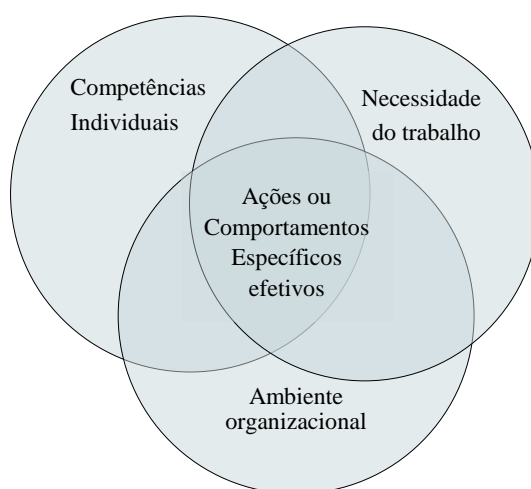 Competências
Individuais
Necessidade
do trabalho
Ações ou
Comportamentos
Específicos
efetivos
Ambiente
organizacional